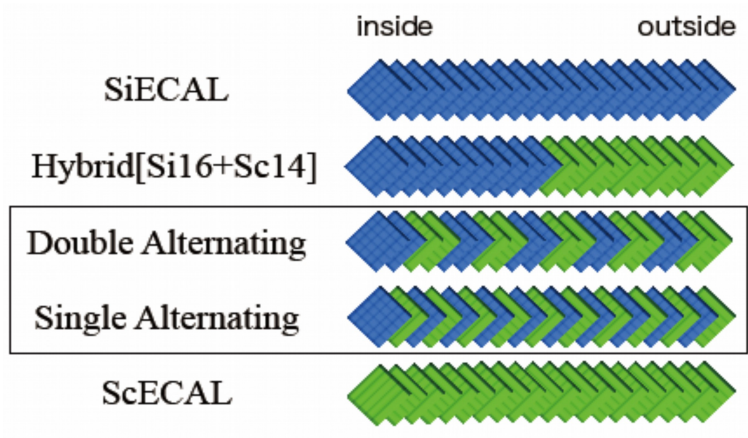 inside outside
SiECAL
Hybrid[Si16+Sc14]
Double Alternating
Single Alternating
ScECAL